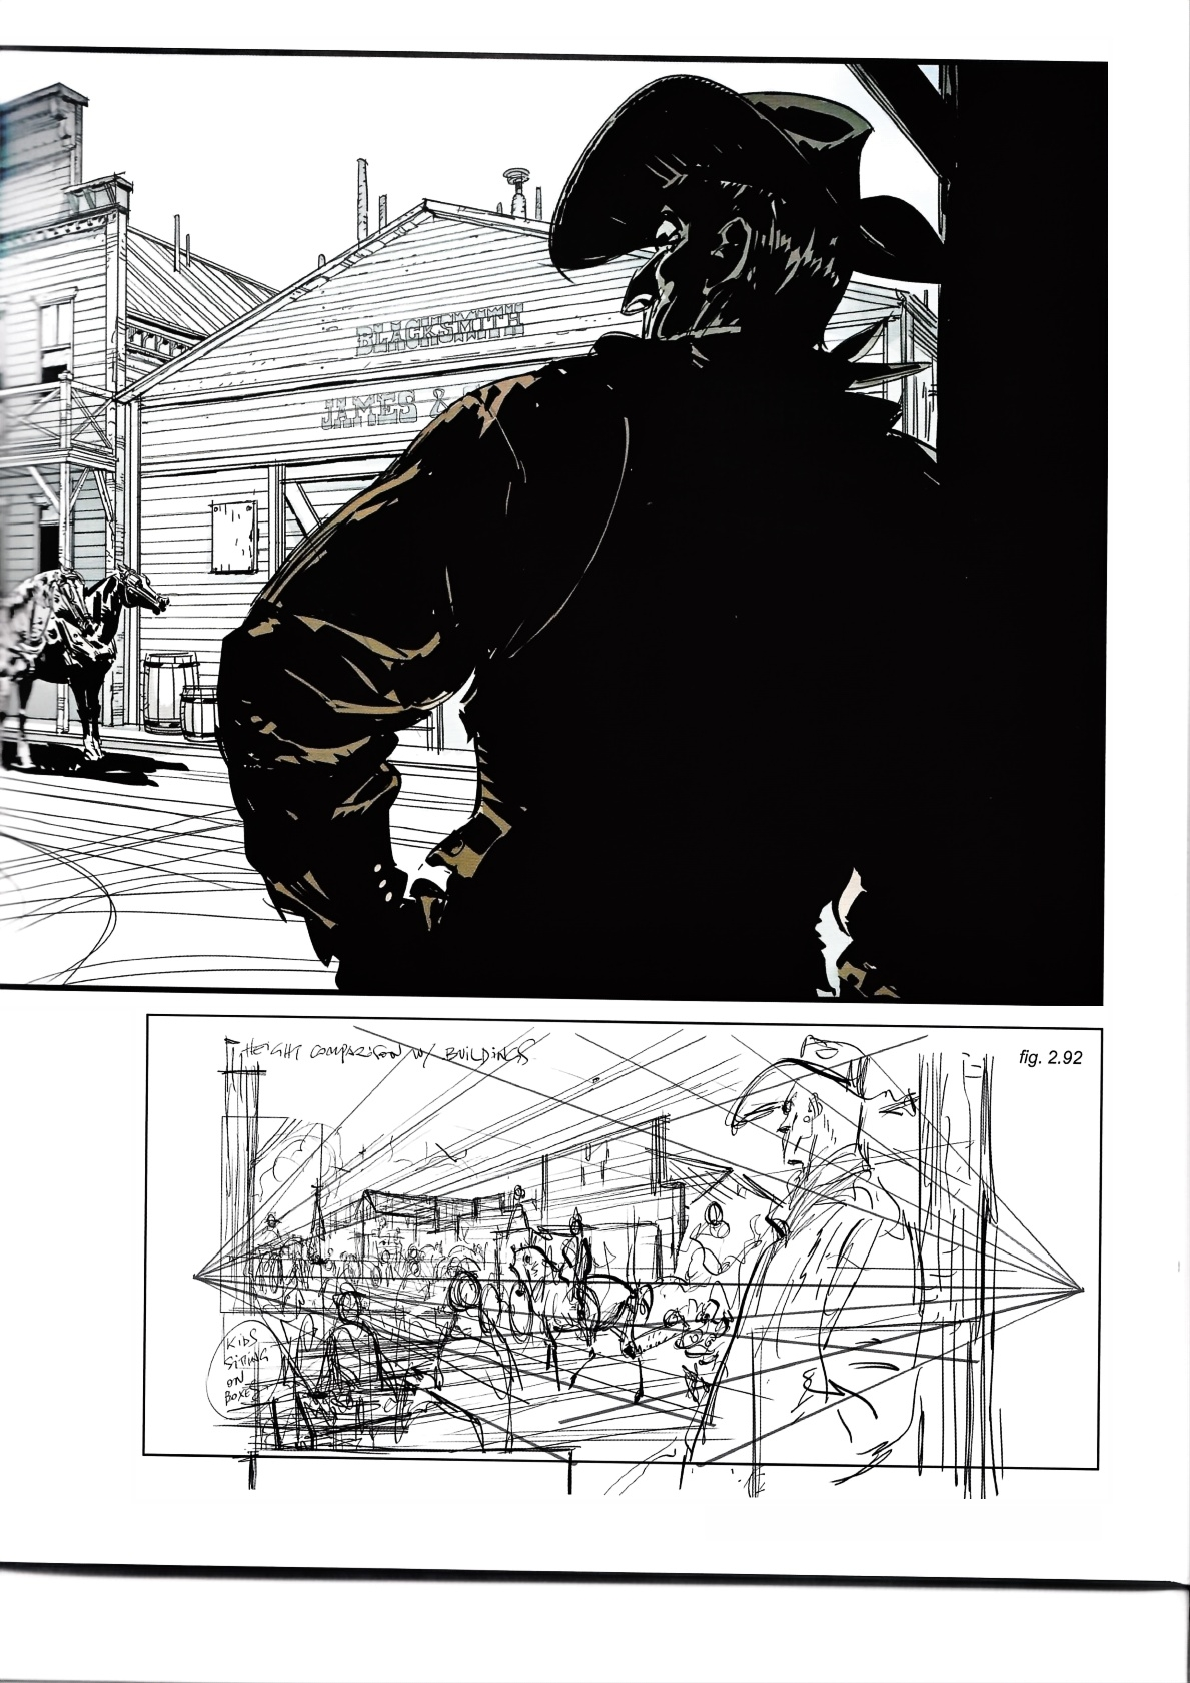 BLACKSMITH
JAMES &
HEIGHT COMPARISON W/ BUILDINGS
fig. 2.92
KIDS
SITTING
ON
BOXES